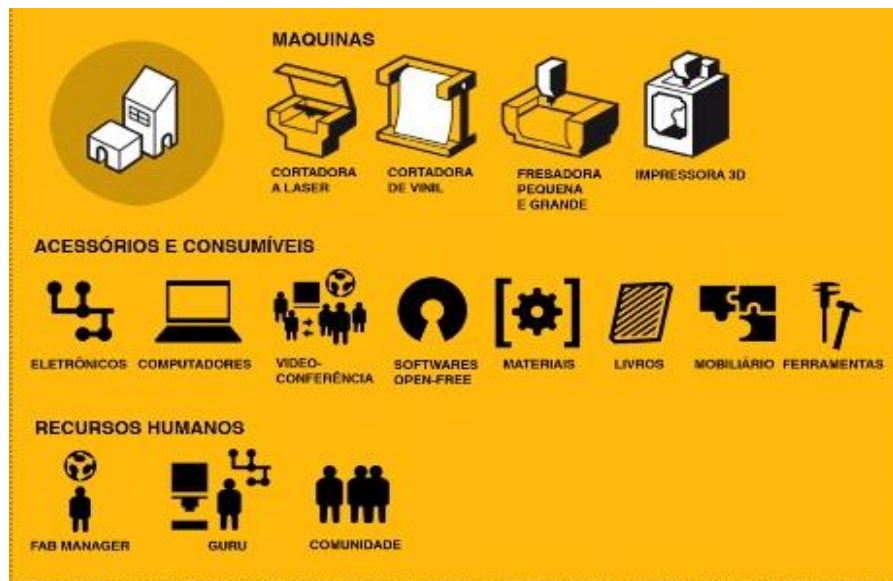 MAQUINAS
CORTADORA
A LASER
CORTADORA
DE VINIL
FREBADORA
PEQUENA
E GRANDE
IMPRESSORA 3D
ACESSÓRIOS E CONSUMÍVEIS
ELETRÔNICOS
COMPUTADORES
VIDEO-
CONFERÊNCIA
SOFTWARES
OPEN-FREE
MATERIAIS
LIVROS
MOBILIÁRIO
FERRAMENTAS
RECURSOS HUMANOS
FAB MANAGER
GURU
COMUNIDADE